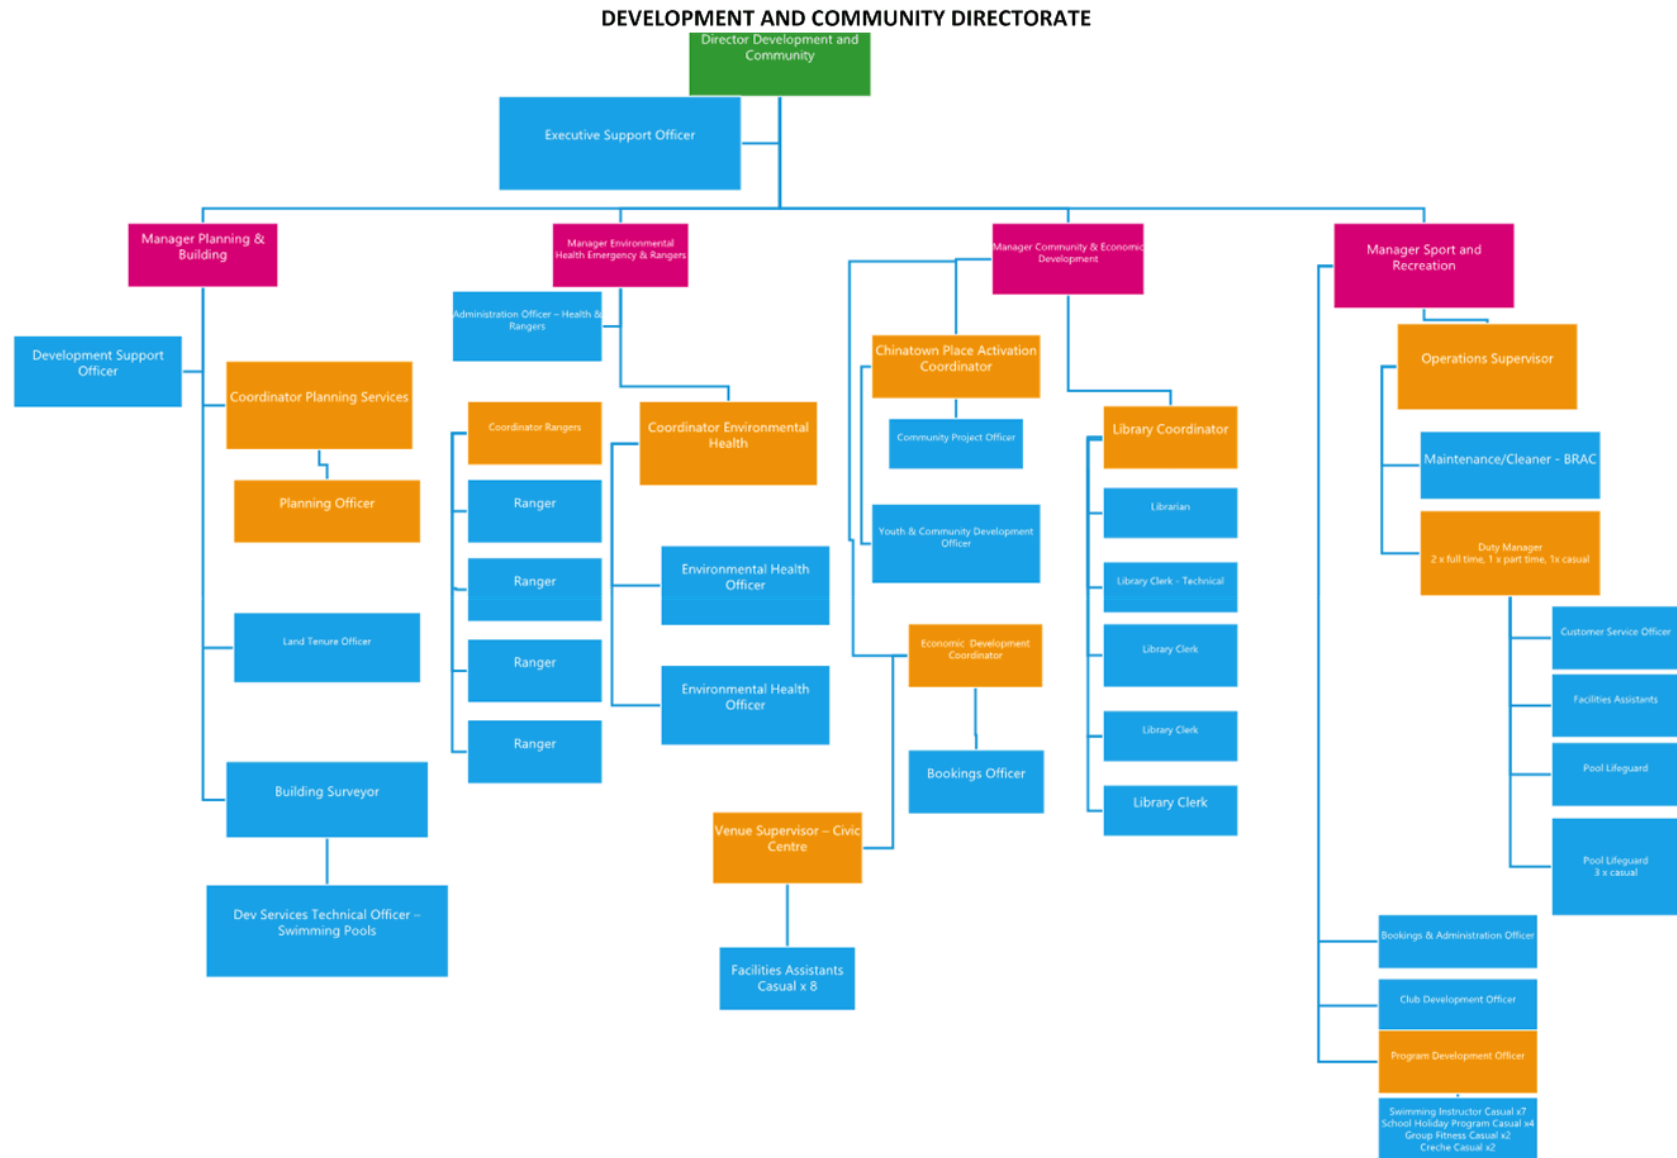 DEVELOPMENT AND COMMUNITY DIRECTORATE
Director Development and
Community
Executive Support Officer
Manager Planning &
Building
Manager Environmental
Health Emergency & Rangers
Manager Community & Economic
Development
Manager Sport and
Recreation
Development Support
Officer
Coordinator Planning Services
Planning Officer
Land Tenure Officer
Building Surveyor
Dev Services Technical Officer –
Swimming Pools
Administration Officer – Health &
Rangers
Coordinator Rangers
Ranger
Ranger
Ranger
Ranger
Coordinator Environmental
Health
Environmental Health
Officer
Environmental Health
Officer
Chinatown Place Activation
Coordinator
Community Project Officer
Youth & Community Development
Officer
Economic Development
Coordinator
Bookings Officer
Venue Supervisor – Civic
Centre
Facilities Assistants
Casual x 8
Library Coordinator
Librarian
Library Clerk - Technical
Library Clerk
Library Clerk
Library Clerk
Operations Supervisor
Maintenance/Cleaner - BRAC
Duty Manager
2 x full time, 1 x part time, 1x casual
Customer Service Officer
Facilities Assistants
Pool Lifeguard
Pool Lifeguard
3 x casual
Bookings & Administration Officer
Club Development Officer
Program Development Officer
Swimming Instructor Casual x7
School Holiday Program Casual x4
Group Fitness Casual x2
Creche Casual x2